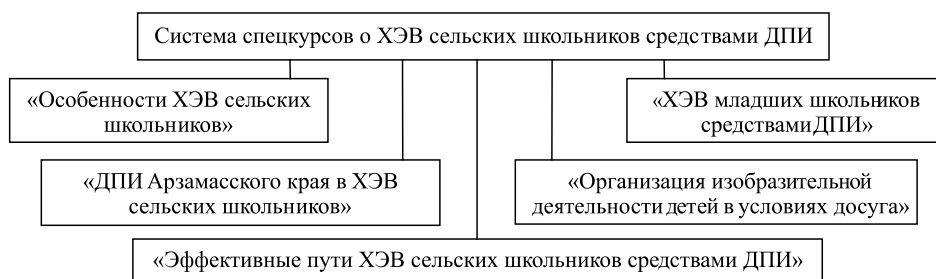 Система спецкурсов о ХЭВ сельских школьников средствами ДПИ
«Особенности ХЭВ сельских
школьников»
«ХЭВ младших школьников
средствами ДПИ»
«ДПИ Арзамасского края в ХЭВ
сельских школьников»
«Организация изобразительной
деятельности детей в условиях досуга»
«Эффективные пути ХЭВ сельских школьников средствами ДПИ»